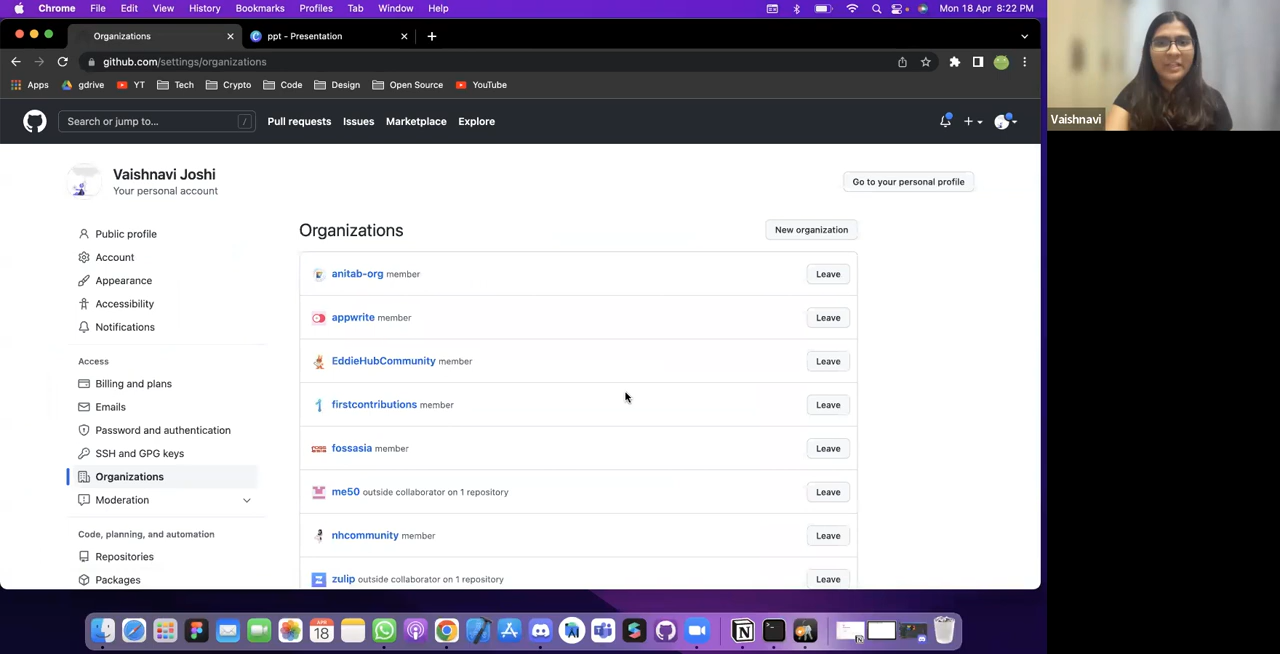 Chrome File Edit View History Bookmarks Profiles Tab Window Help Mon 18 Apr 8:22 PM
Organizations ppt - Presentation
github.com/settings/organizations
Apps gdrive YT Tech Crypto Code Design Open Source YouTube
Search or jump to... / Pull requests Issues Marketplace Explore
Vaishnavi
Vaishnavi Joshi
Your personal account
Go to your personal profile
Public profile
Account
Appearance
Accessibility
Notifications
Access
Billing and plans
Emails
Password and authentication
SSH and GPG keys
Organizations
Moderation
Code, planning, and automation
Repositories
Packages
Organizations
New organization
anitab-org member Leave
appwrite member Leave
EddieHubCommunity member Leave
firstcontributions member Leave
fossasia member Leave
me50 outside collaborator on 1 repository Leave
nhcommunity member Leave
zulip outside collaborator on 1 repository Leave
APR
18